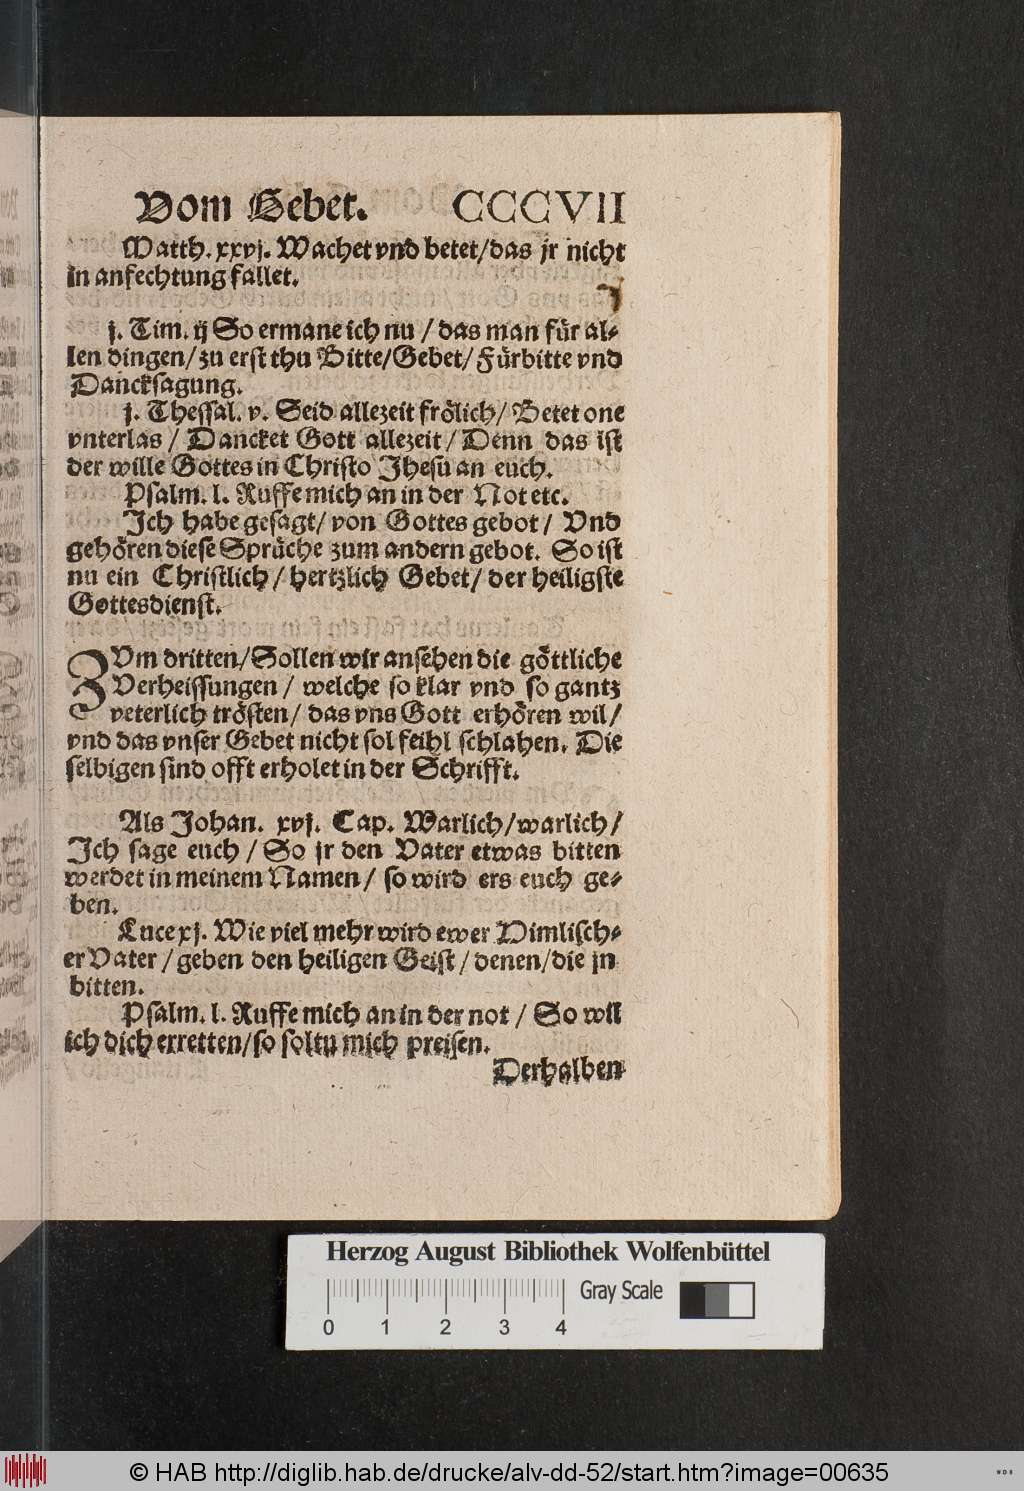 Vom Gebet. CCCVII
Matth. xxvj. Wachet vnd betet/das jr nicht
in anfechtung fallet.
j. Tim. ij So ermane ich nu / das man für al-
len dingen/zu erst thu Bitte/Gebet/Fürbitte vnd
Dancksagung.
j. Thessal. v. Seid allezeit frölich/ Betet one
vnterlas / Dancket Gott allezeit / Denn das ist
der wille Gottes in Christo Jhesu an euch.
Psalm. l. Ruffe mich an in der Not etc.
Ich habe gesagt/ von Gottes gebot / Vnd
gehören diese Sprüche zum andern gebot. So ist
nu ein Christlich / hertzlich Gebet/ der heiligste
Gottesdienst.
ZVm dritten/Sollen wir ansehen die göttliche
Verheissungen / welche so klar vnd so gantz
veterlich trösten/ das vns Gott erhören wil/
vnd das vnser Gebet nicht sol feihl schlahen. Die
selbigen sind offt erholet in der Schrifft.
Als Johan. xvj. Cap. Warlich/warlich/
Ich sage euch / So jr den Vater etwas bitten
werdet in meinem Namen / so wird ers euch ge-
ben.
Luce xj. Wie viel mehr wird ewer Himlisch-
er Vater / geben den heiligen Geist / denen/die jn
bitten.
Psalm. l. Ruffe mich an in der not / So wil
ich dich erretten/so soltu mich preisen.
Derhalben
Herzog August Bibliothek Wolfenbüttel
Gray Scale
0 1 2 3 4
© HAB http://diglib.hab.de/drucke/alv-dd-52/start.htm?image=00635